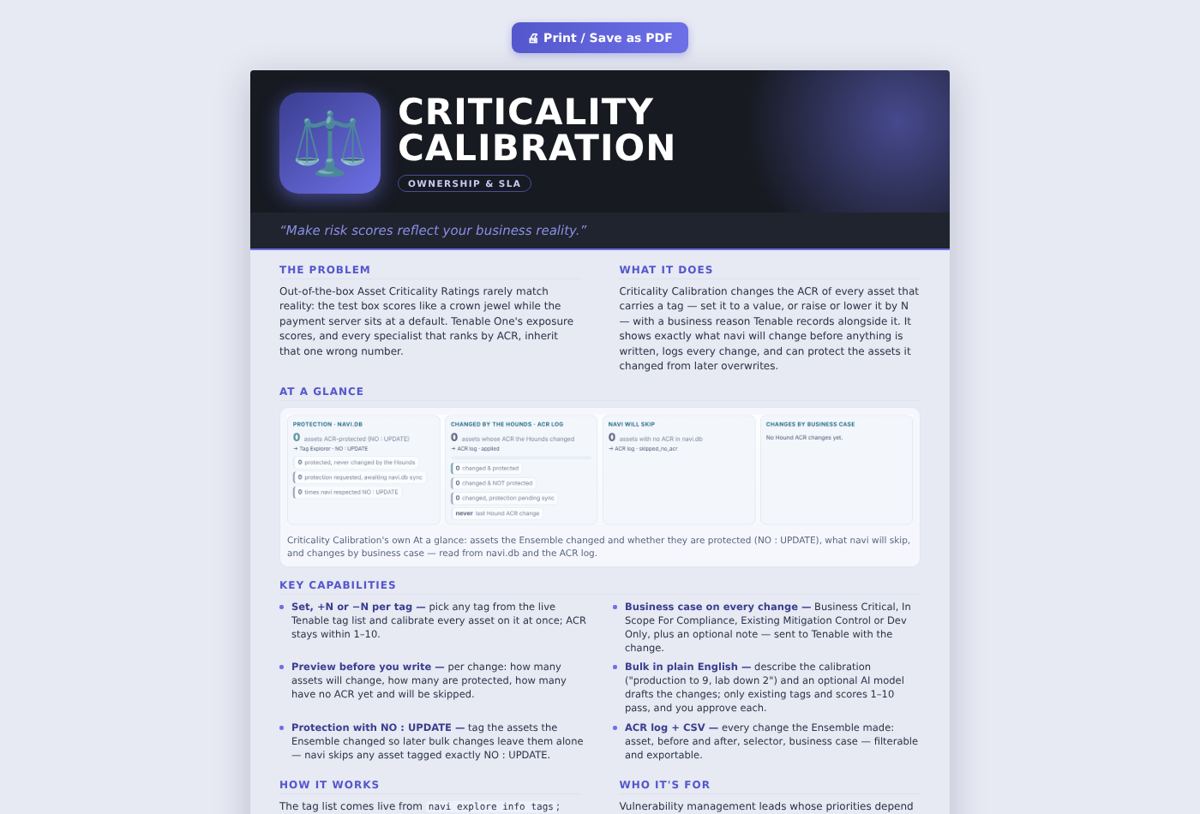 🖨 Print / Save as PDF
CRITICALITY
CALIBRATION
OWNERSHIP & SLA
“Make risk scores reflect your business reality.”
THE PROBLEM
Out-of-the-box Asset Criticality Ratings rarely match
reality: the test box scores like a crown jewel while the
payment server sits at a default. Tenable One's exposure
scores, and every specialist that ranks by ACR, inherit
that one wrong number.
WHAT IT DOES
Criticality Calibration changes the ACR of every asset that
carries a tag — set it to a value, or raise or lower it by N
— with a business reason Tenable records alongside it. It
shows exactly what navi will change before anything is
written, logs every change, and can protect the assets it
changed from later overwrites.
AT A GLANCE
PROTECTION · NAVI.DB
0 assets ACR-protected (NO : UPDATE)
→ Tag Explorer · NO : UPDATE
0 protected, never changed by the Hounds
0 protection requested, awaiting navi.db sync
0 times navi respected NO : UPDATE
CHANGED BY THE HOUNDS · ACR LOG
0 assets whose ACR the Hounds changed
→ ACR log · applied
0 changed & protected
0 changed & NOT protected
0 changed, protection pending sync
never last Hound ACR change
NAVI WILL SKIP
0 assets with no ACR in navi.db
→ ACR log · skipped_no_acr
CHANGES BY BUSINESS CASE
No Hound ACR changes yet.
Criticality Calibration's own At a glance: assets the Ensemble changed and whether they are protected (NO : UPDATE), what navi will skip,
and changes by business case — read from navi.db and the ACR log.
KEY CAPABILITIES
Set, +N or −N per tag — pick any tag from the live
Tenable tag list and calibrate every asset on it at once; ACR
stays within 1–10.
Business case on every change — Business Critical, In
Scope For Compliance, Existing Mitigation Control or Dev
Only, plus an optional note — sent to Tenable with the
change.
Preview before you write — per change: how many
assets will change, how many are protected, how many
have no ACR yet and will be skipped.
Bulk in plain English — describe the calibration
("production to 9, lab down 2") and an optional AI model
drafts the changes; only existing tags and scores 1–10
pass, and you approve each.
Protection with NO : UPDATE — tag the assets the
Ensemble changed so later bulk changes leave them alone
— navi skips any asset tagged exactly NO : UPDATE.
ACR log + CSV — every change the Ensemble made:
asset, before and after, selector, business case — filterable
and exportable.
HOW IT WORKS
The tag list comes live from navi explore info tags ;
WHO IT'S FOR
Vulnerability management leads whose priorities depend